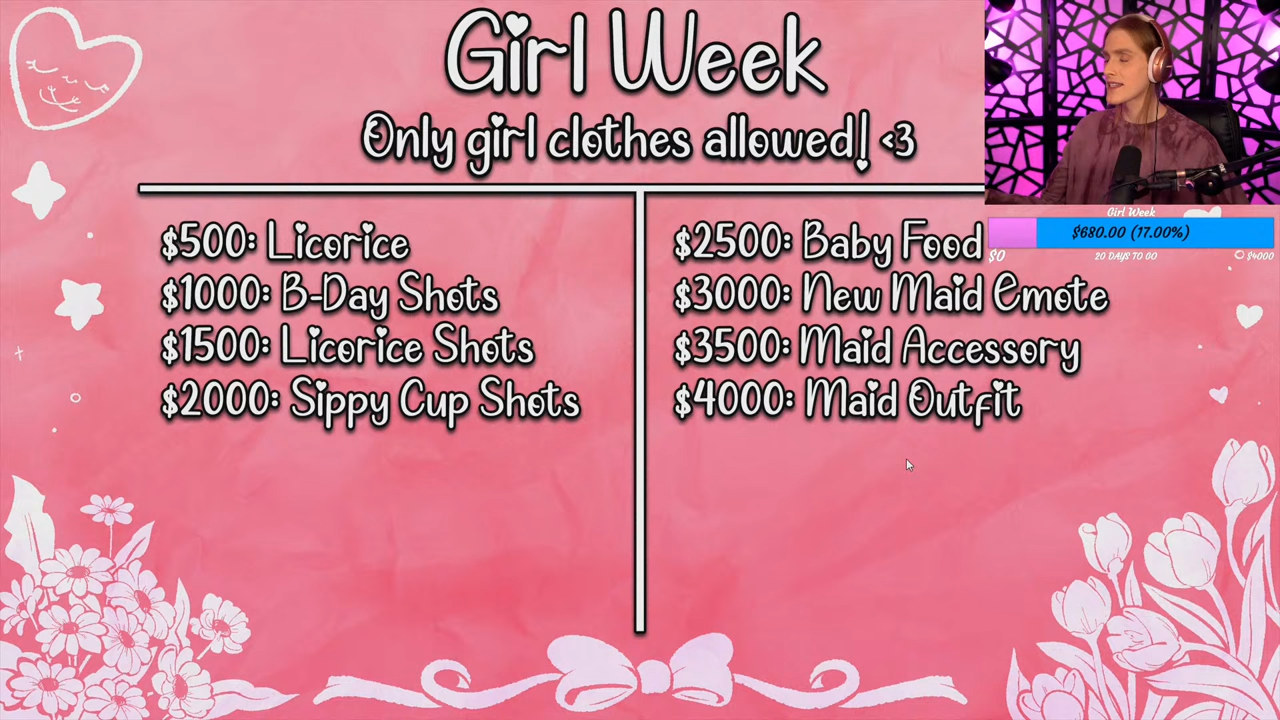 Girl Week
Only girl clothes allowed! <3
$500: Licorice
$1000: B-Day Shots
$1500: Licorice Shots
$2000: Sippy Cup Shots
$2500: Baby Food
$3000: New Maid Emote
$3500: Maid Accessory
$4000: Maid Outfit
Girl Week
$680.00 (17.00%)
$0 20 DAYS TO GO $4000